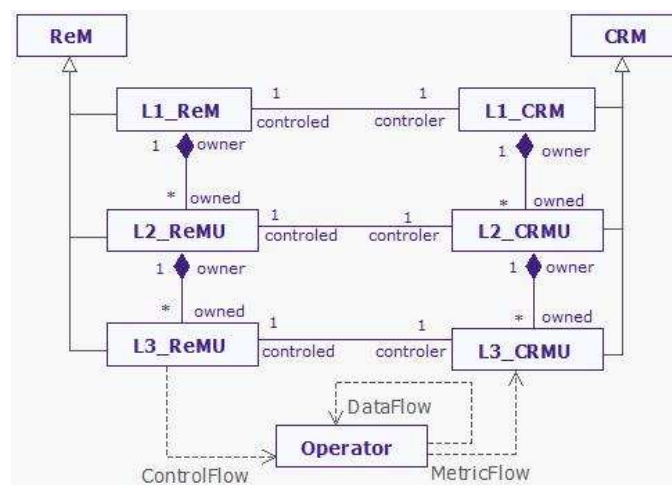 ReM
CRM
L1_ReM
1
1
L1_CRM
controled
controler
1
owner
1
owner
*
owned
*
owned
L2_ReMU
1
1
L2_CRMU
controled
controler
1
owner
1
owner
*
owned
*
owned
L3_ReMU
1
1
L3_CRMU
controled
controler
DataFlow
Operator
ControlFlow
MetricFlow